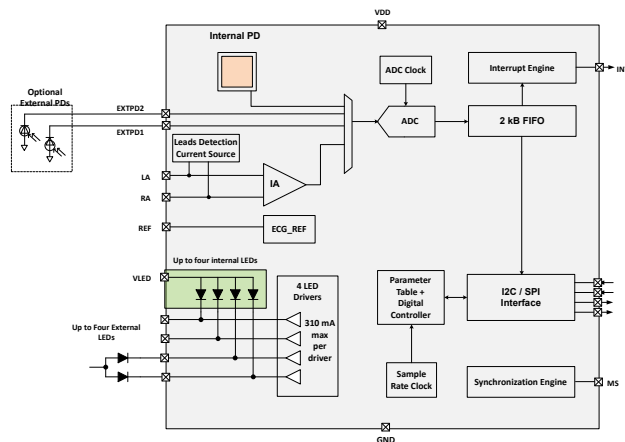 VDD
Internal PD
Interrupt Engine
IN
ADC Clock
Optional
External PDs
EXTPD2
EXTPD1
ADC
2 kB FIFO
Leads Detection
Current Source
LA
IA
RA
REF
ECG_REF
Up to four internal LEDs
VLED
4 LED
Drivers
310 mA
max
per
driver
Parameter
Table +
Digital
Controller
I2C / SPI
Interface
Up to Four External
LEDs
Sample
Rate Clock
Synchronization Engine
MS
GND